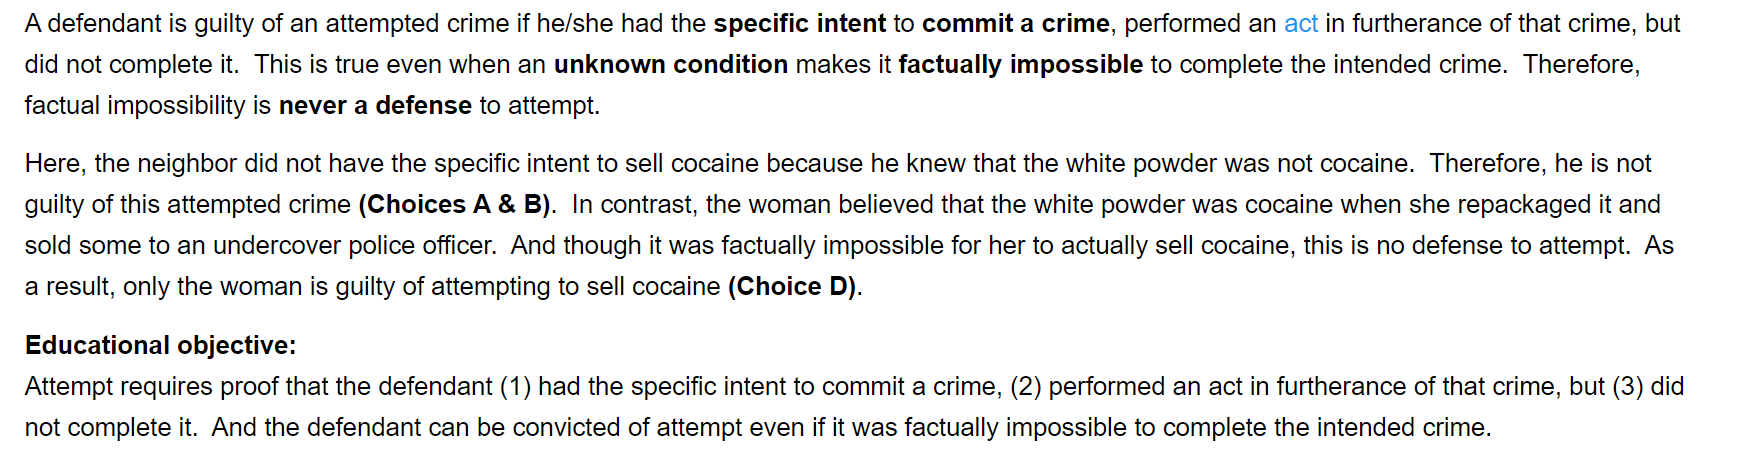 A defendant is guilty of an attempted crime if he/she had the specific intent to commit a crime, performed an act in furtherance of that crime, but
did not complete it.  This is true even when an unknown condition makes it factually impossible to complete the intended crime.  Therefore,
factual impossibility is never a defense to attempt.
Here, the neighbor did not have the specific intent to sell cocaine because he knew that the white powder was not cocaine.  Therefore, he is not
guilty of this attempted crime (Choices A & B).  In contrast, the woman believed that the white powder was cocaine when she repackaged it and
sold some to an undercover police officer.  And though it was factually impossible for her to actually sell cocaine, this is no defense to attempt.  As
a result, only the woman is guilty of attempting to sell cocaine (Choice D).
Educational objective:
Attempt requires proof that the defendant (1) had the specific intent to commit a crime, (2) performed an act in furtherance of that crime, but (3) did
not complete it.  And the defendant can be convicted of attempt even if it was factually impossible to complete the intended crime.